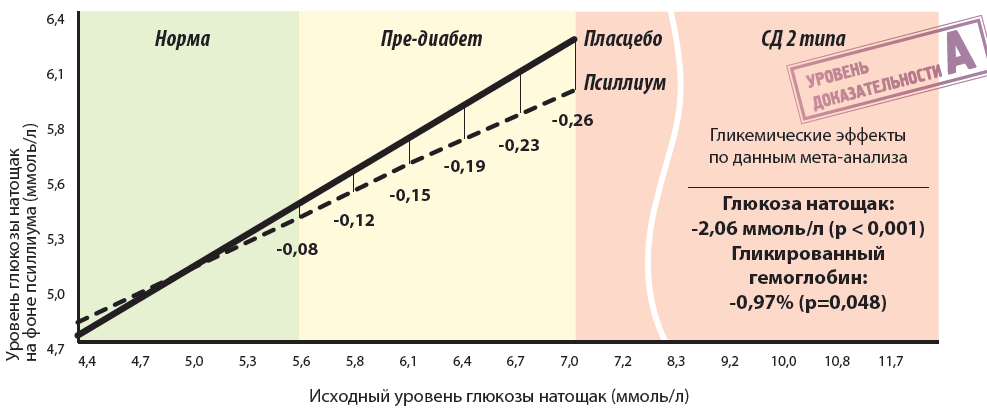 6,4
6,1
5,8
5,6
5,3
5,0
4,7
Уровень глюкозы натощак
на фоне псиллиума (ммоль/л)
Норма
Пре-диабет
Пласцебо
Псиллиум
СД 2 типа
УРОВЕНЬ
ДОКАЗАТЕЛЬНОСТИ
А
-0,08
-0,12
-0,15
-0,19
-0,23
-0,26
Гликемические эффекты
по данным мета-анализа
Глюкоза натощак:
-2,06 ммоль/л (p < 0,001)
Гликированный
гемоглобин:
-0,97% (p=0,048)
4,4 4,7 5,0 5,3 5,6 5,8 6,1 6,4 6,7 7,0 7,2 8,3 9,2 10,0 10,8 11,7
Исходный уровень глюкозы натощак (ммоль/л)